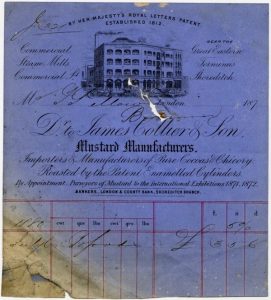 BY HER MAJESTY'S ROYAL LETTERS PATENT
ESTABLISHED 1812.
Commercial
Steam Mills
Commercial St
NEAR THE
Great Eastern
Terminus
Shoreditch
London, 187
Dr. to James Collier & Son,
Mustard Manufacturers,
Importers & Manufacturers of Pure Cocoas & Chicory,
Roasted by the Patent Enamelled Cylinders.
By Appointment, Purveyors of Mustard to the International Exhibitions 1871.1872.
BANKERS, LONDON & COUNTY BANK, SHOREDITCH BRANCH.
cwt qrs lbs cwt qrs lbs £ s d
Goods £